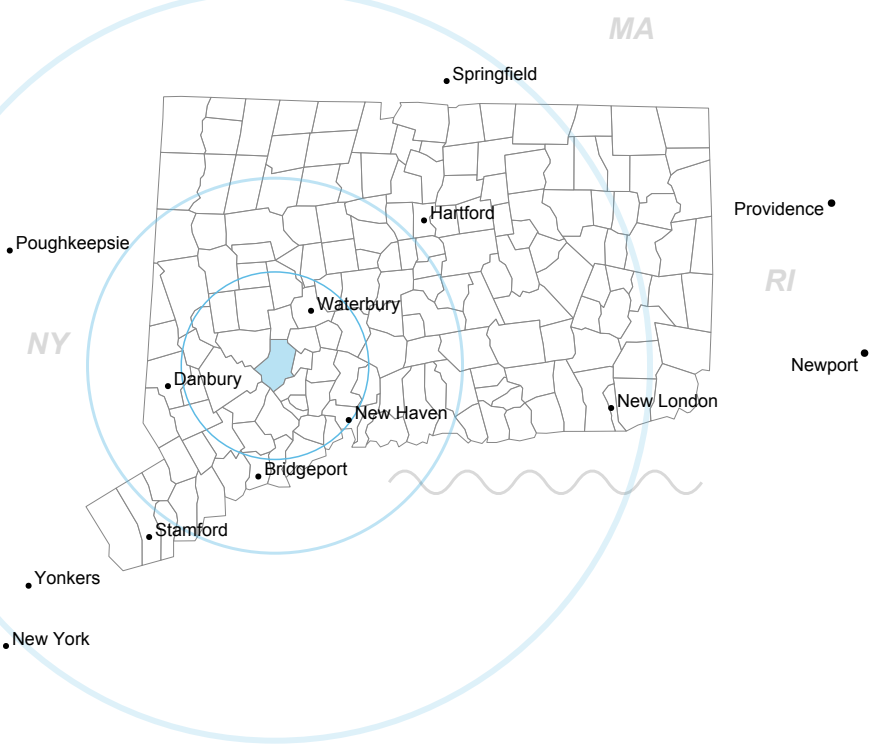 MA
Springfield
Hartford
Providence
Poughkeepsie
RI
Waterbury
NY
Newport
Danbury
New London
New Haven
Bridgeport
Stamford
Yonkers
New York